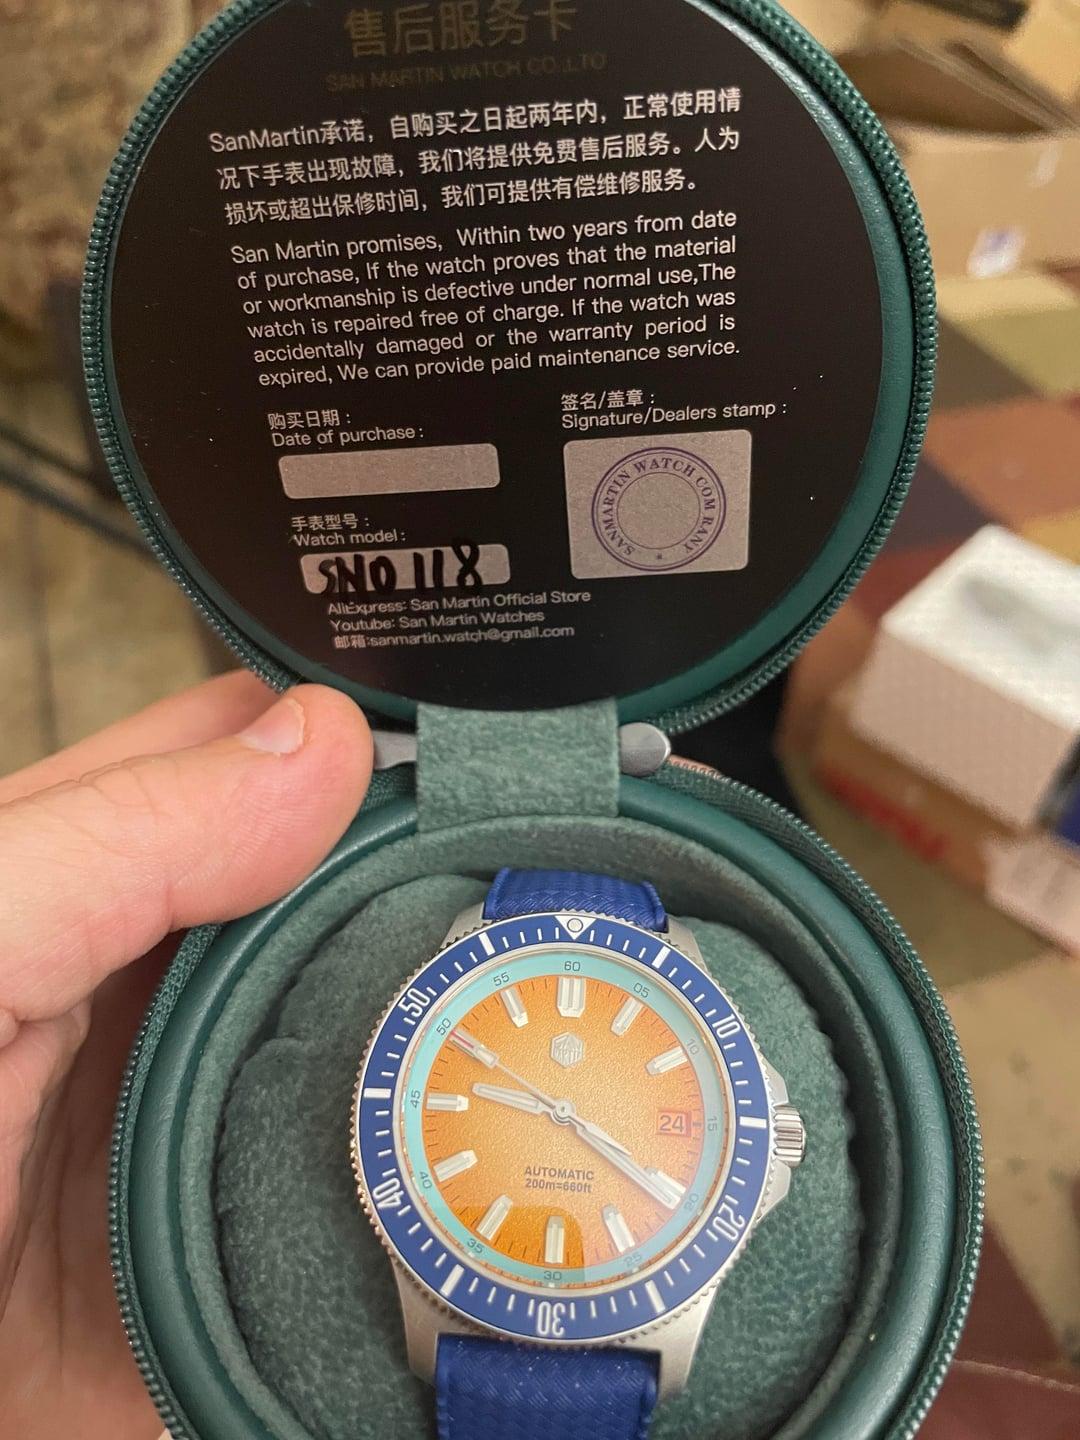 售后服务卡
SAN MARTIN WATCH CO.,LTO
SanMartin承诺，自购买之日起两年内，正常使用情
况下手表出现故障，我们将提供免费售后服务。人为
损坏或超出保修时间，我们可提供有偿维修服务。
San Martin promises, Within two years from date
of purchase, If the watch proves that the material
or workmanship is defective under normal use,The
watch is repaired free of charge. If the watch was
accidentally damaged or the warranty period is
expired, We can provide paid maintenance service.
购买日期：
Date of purchase:
签名/盖章：
Signature/Dealers stamp :
SANMARTIN WATCH COM RANY
手表型号：
Watch model:
SN0118
AliExpress: San Martin Official Store
Youtube: San Martin Watches
邮箱:sanmartin.watch@gmail.com
10
20
30
40
50
60
05
10
15
20
25
30
35
40
45
50
55
24
AUTOMATIC
200m=660ft